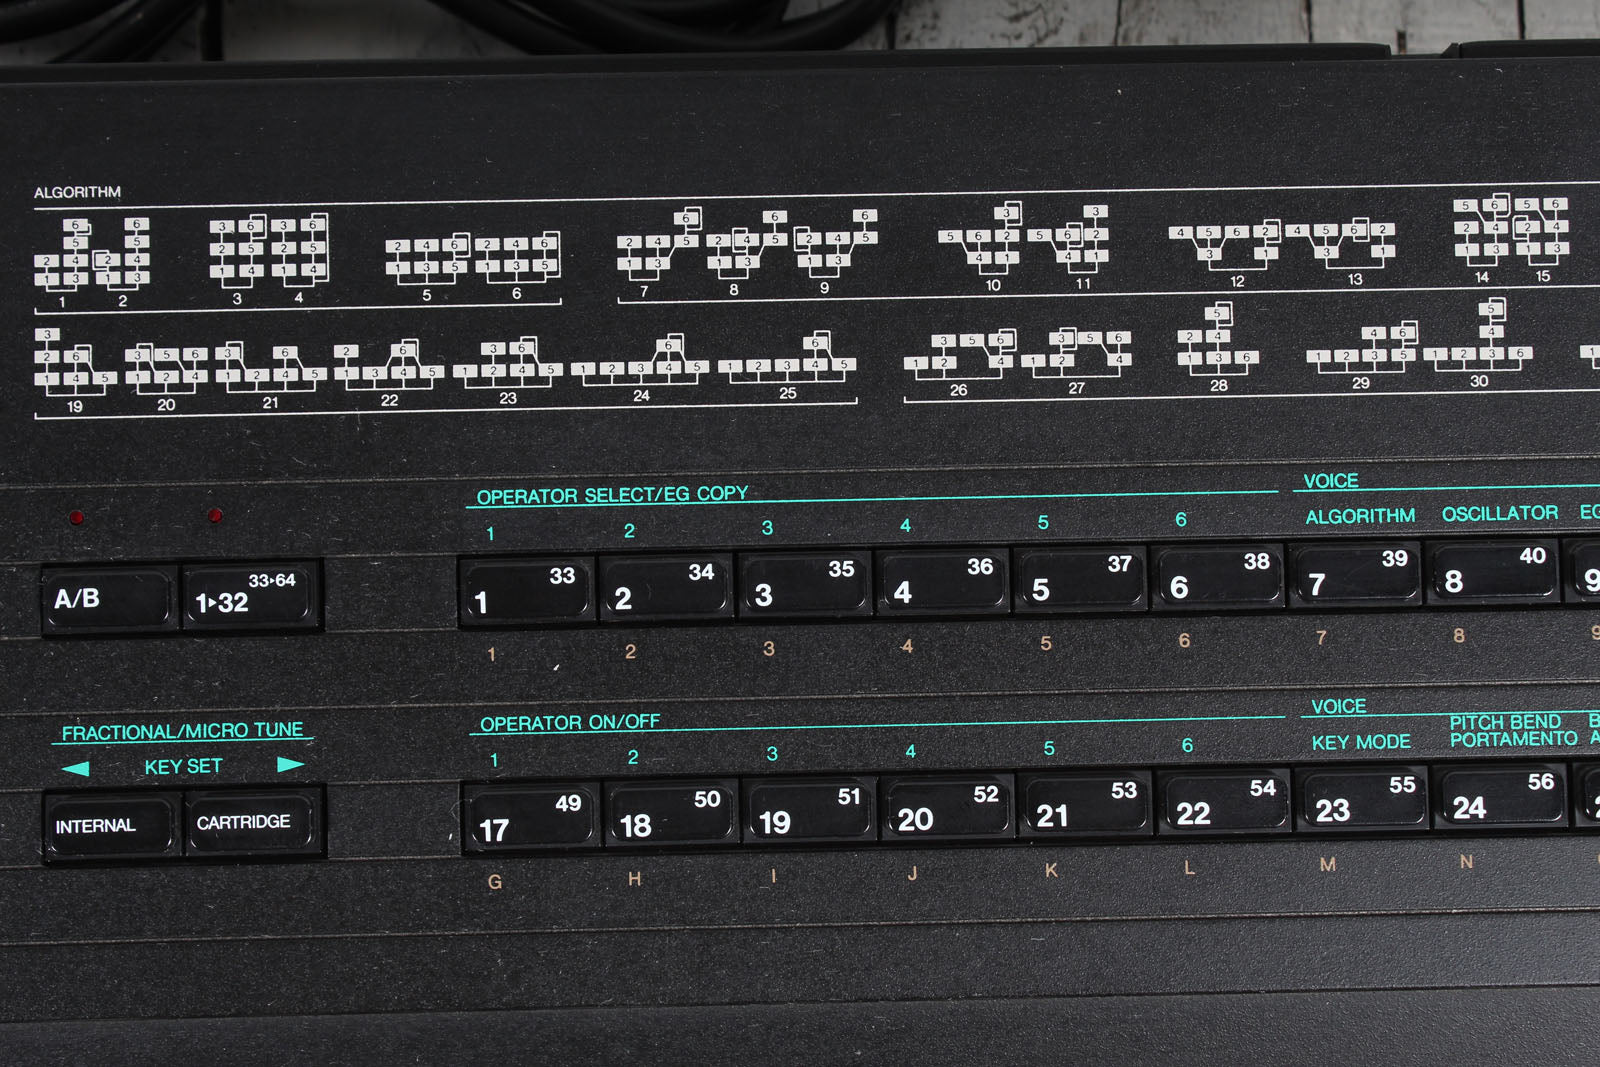 ALGORITHM
1 2 3 4 5 6 7 8 9 10 11 12 13 14 15
19 20 21 22 23 24 25 26 27 28 29 30
OPERATOR SELECT/EG COPY VOICE
1 2 3 4 5 6 ALGORITHM OSCILLATOR EG
A/B 1▸32 33▸64 1 33 2 34 3 35 4 36 5 37 6 38 7 39 8 40 9
1 2 3 4 5 6 7 8 9
FRACTIONAL/MICRO TUNE OPERATOR ON/OFF VOICE
◀ KEY SET ▶ 1 2 3 4 5 6 KEY MODE PITCH BEND
PORTAMENTO
INTERNAL CARTRIDGE 17 49 18 50 19 51 20 52 21 53 22 54 23 55 24 56
G H I J K L M N